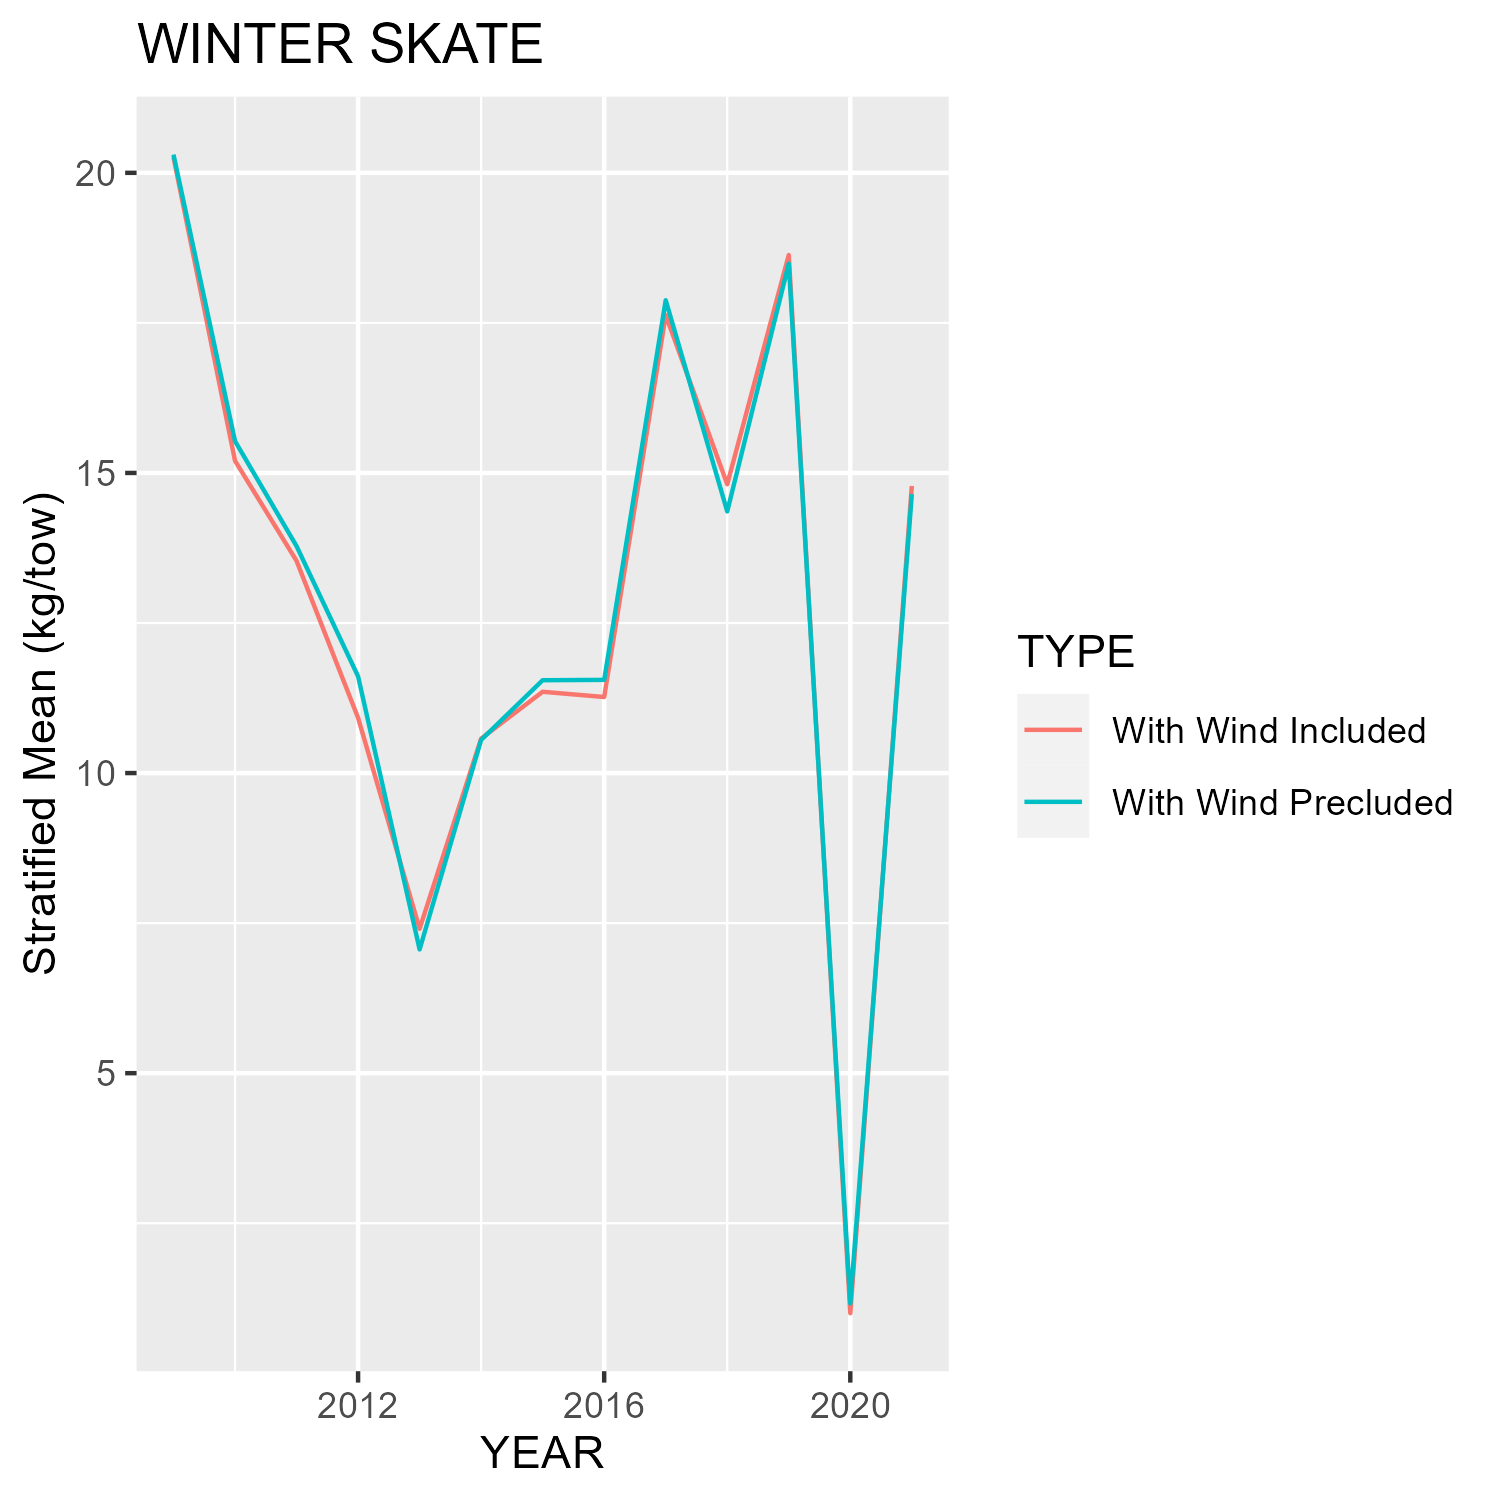 WINTER SKATE
20
15
10
5
Stratified Mean (kg/tow)
2012
2016
2020
YEAR
TYPE
With Wind Included
With Wind Precluded